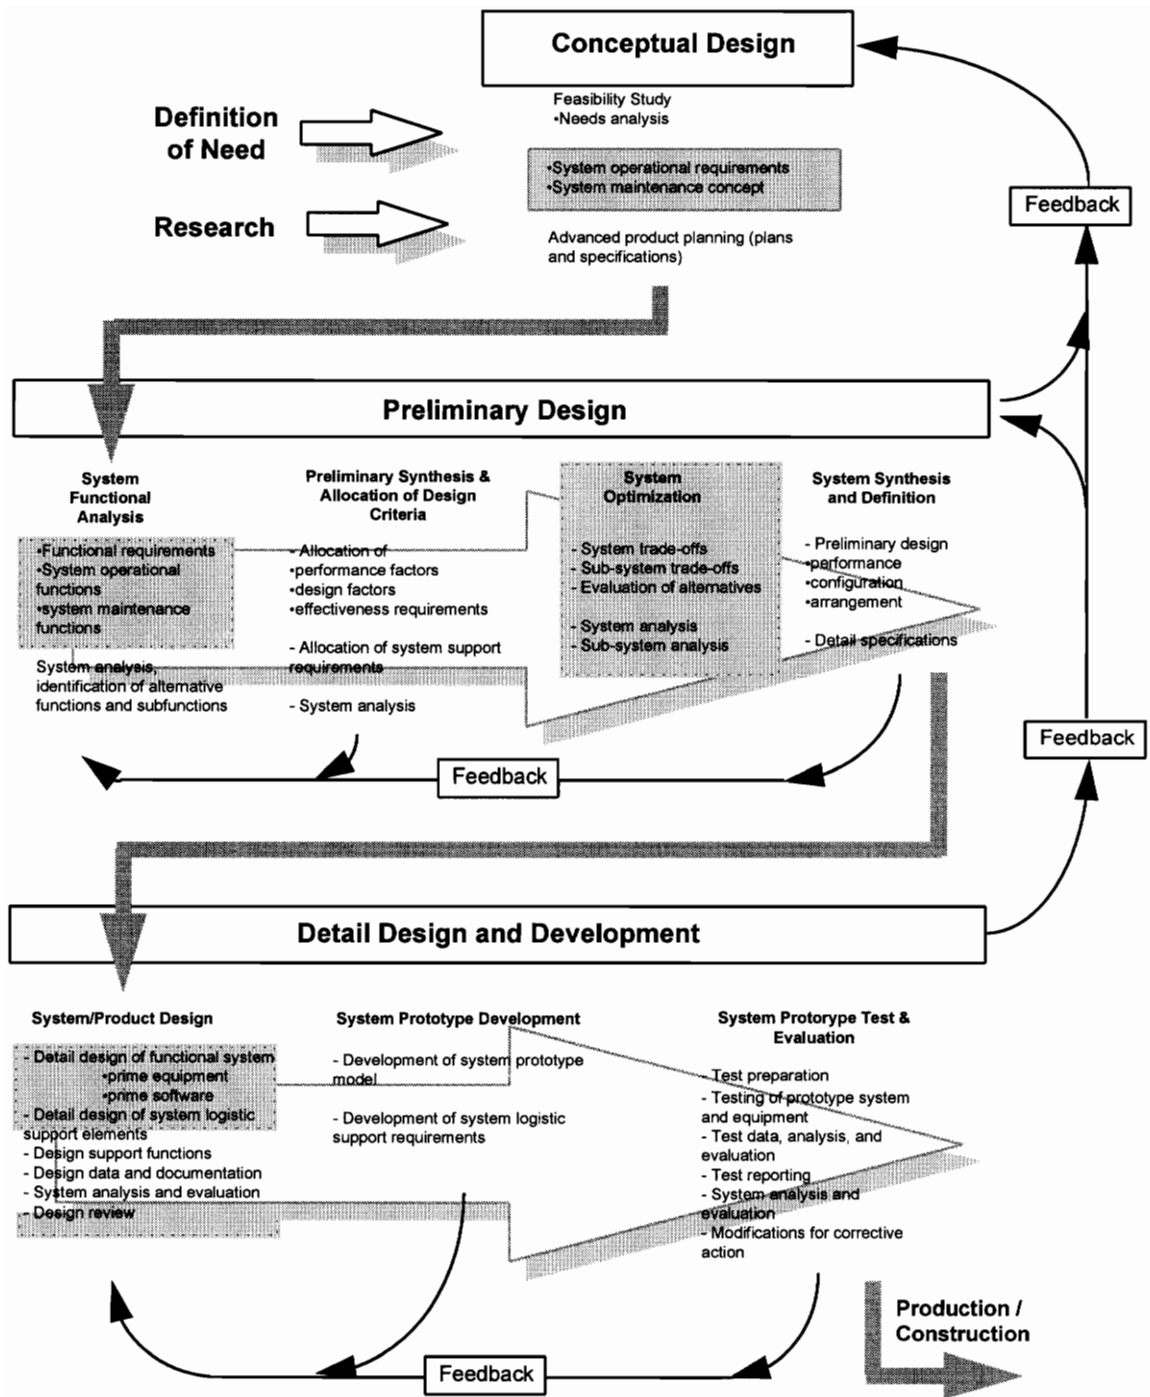 Conceptual Design
Feasibility Study
•Needs analysis
Definition
of Need
•System operational requirements
•System maintenance concept
Feedback
Research
Advanced product planning (plans
and specifications)
Preliminary Design
System
Functional
Analysis
•Functional requirements
•System operational
functions
•system maintenance
functions
System analysis,
identification of alternative
functions and subfunctions
Preliminary Synthesis &
Allocation of Design
Criteria
- Allocation of
•performance factors
•design factors
•effectiveness requirements
- Allocation of system support
requirements
- System analysis
System
Optimization
- System trade-offs
- Sub-system trade-offs
- Evaluation of alternatives
- System analysis
- Sub-system analysis
System Synthesis
and Definition
- Preliminary design
•performance
•configuration
•arrangement
- Detail specifications
Feedback
Feedback
Detail Design and Development
System/Product Design
- Detail design of functional system
•prime equipment
•prime software
- Detail design of system logistic
support elements
- Design support functions
- Design data and documentation
- System analysis and evaluation
- Design review
System Prototype Development
- Development of system prototype
model
- Development of system logistic
support requirements
System Protorype Test &
Evaluation
- Test preparation
- Testing of prototype system
and equipment
- Test data, analysis, and
evaluation
- Test reporting
- System analysis and
evaluation
- Modifications for corrective
action
Feedback
Production /
Construction